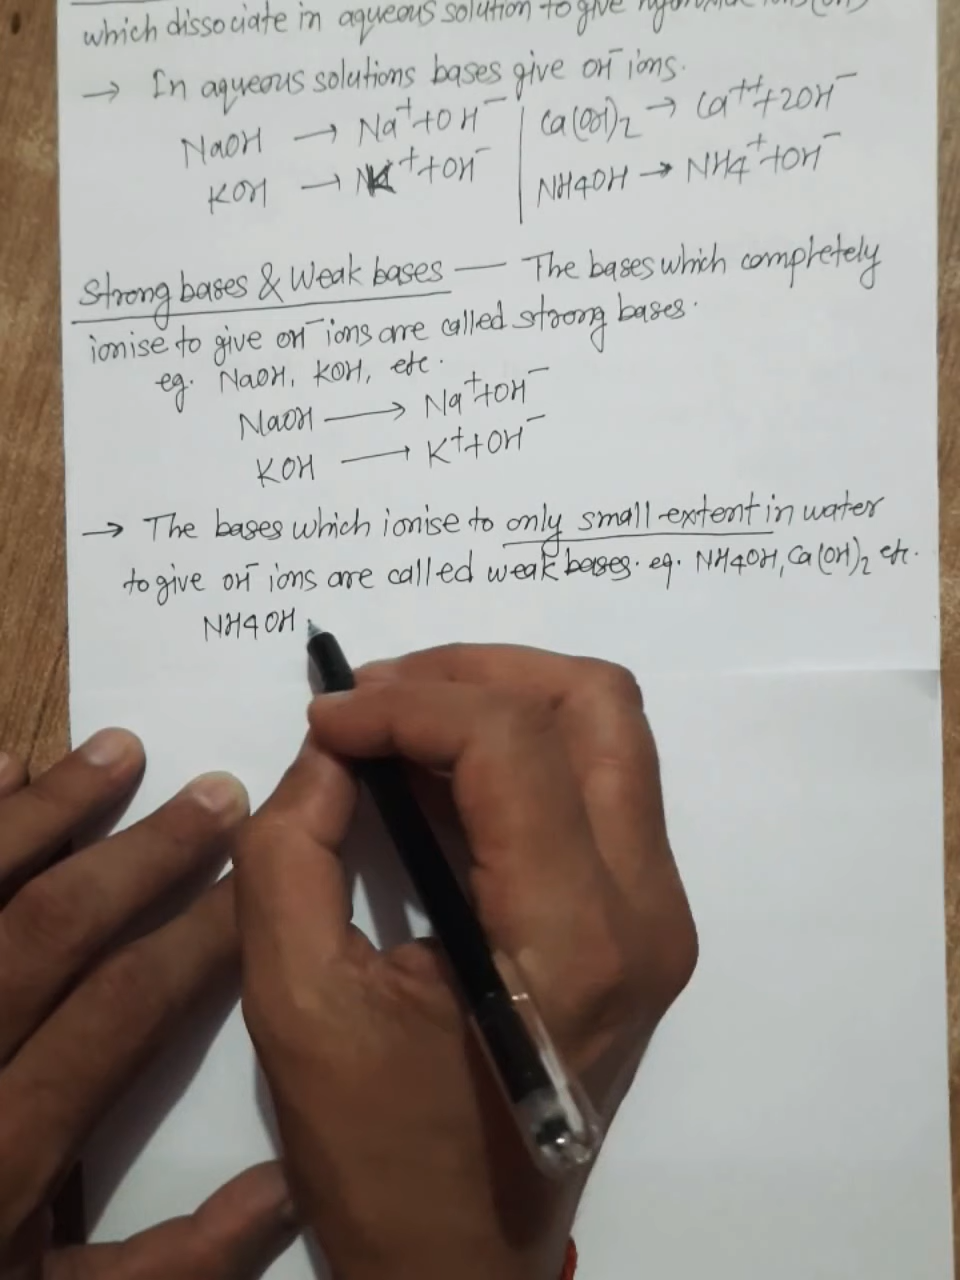 which dissociate in aqueous solution to give
→ In aqueous solutions bases give OH⁻ ions.
NaOH → Na⁺+OH⁻ | Ca(OH)₂ → Ca⁺⁺+2OH⁻
KOH → K⁺+OH⁻ | NH4OH → NH4⁺+OH⁻
Strong bases & Weak bases — The bases which completely
ionise to give OH⁻ ions are called strong bases.
eg. NaOH, KOH, etc.
NaOH → Na⁺+OH⁻
KOH → K⁺+OH⁻
→ The bases which ionise to only small extent in water
to give OH⁻ ions are called weak bases. eg. NH4OH, Ca(OH)₂ etc.
NH4OH